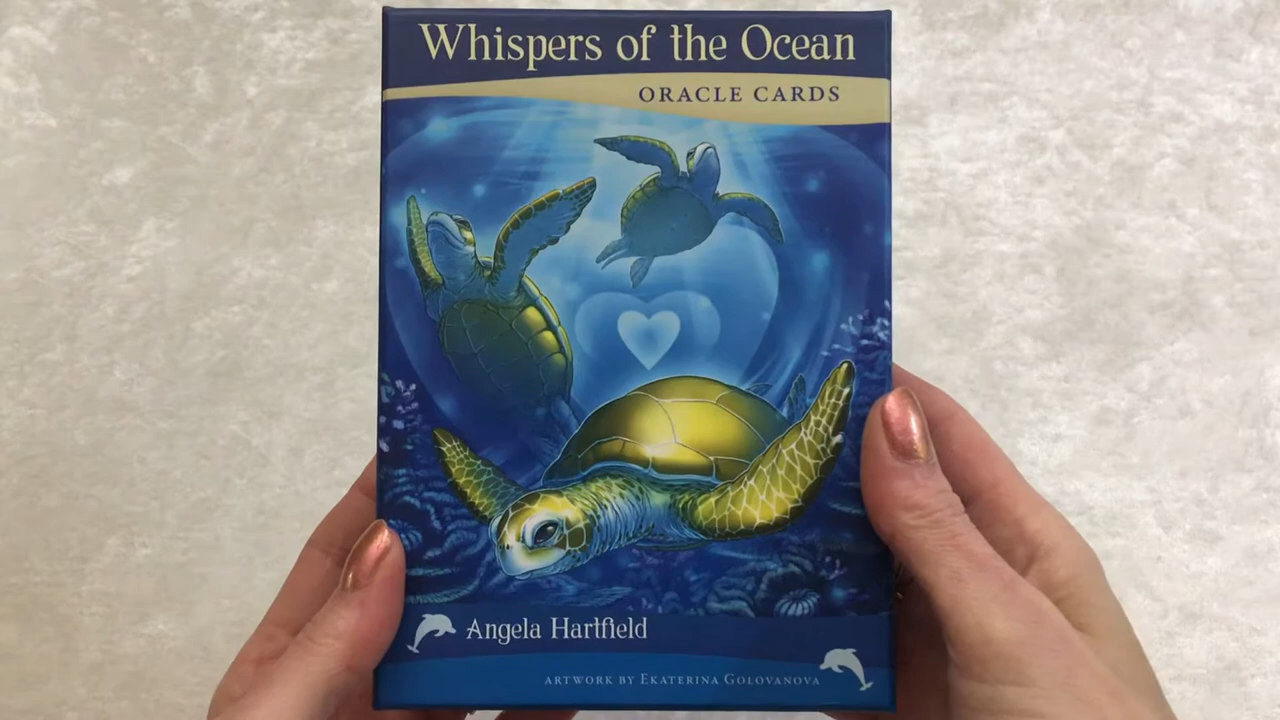 Whispers of the Ocean
ORACLE CARDS
Angela Hartfield
ARTWORK BY EKATERINA GOLOVANOVA